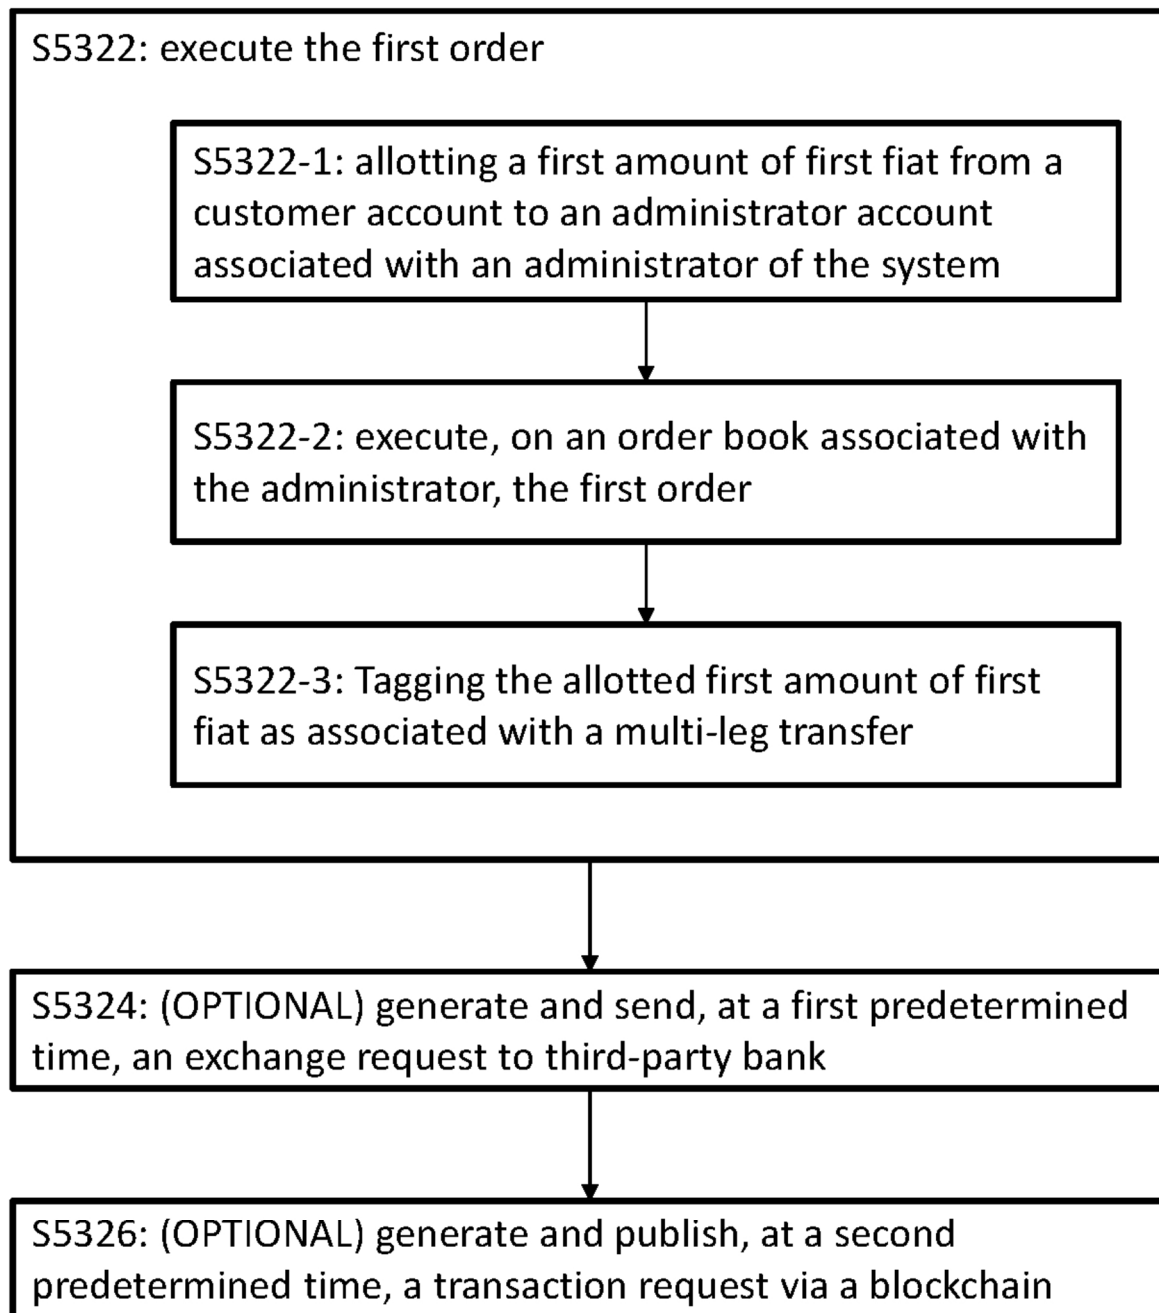 S5322: execute the first order
S5322-1: allotting a first amount of first fiat from a
customer account to an administrator account
associated with an administrator of the system
S5322-2: execute, on an order book associated with
the administrator, the first order
S5322-3: Tagging the allotted first amount of first
fiat as associated with a multi-leg transfer
S5324: (OPTIONAL) generate and send, at a first predetermined
time, an exchange request to third-party bank
S5326: (OPTIONAL) generate and publish, at a second
predetermined time, a transaction request via a blockchain